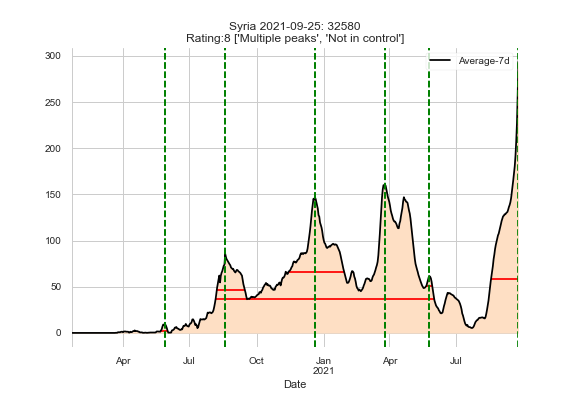 Syria 2021-09-25: 32580
Rating:8 ['Multiple peaks', 'Not in control']
300
250
200
150
100
50
0
Average-7d
Apr
Jul
Oct
Jan
2021
Apr
Jul
Date